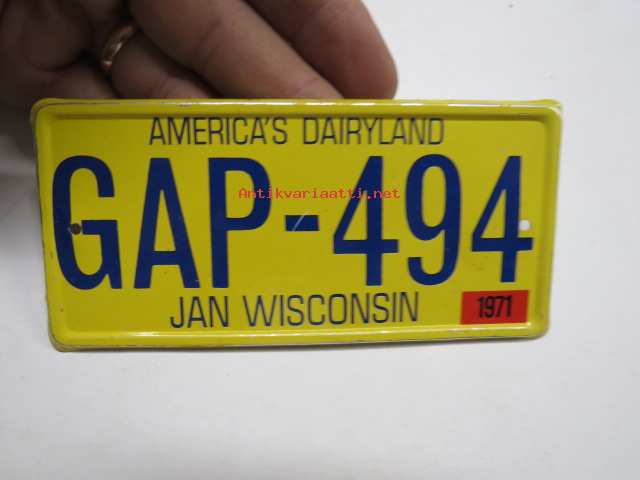 AMERICA'S DAIRYLAND
Antikvariaatti.net
GAP-494
JAN WISCONSIN 1971